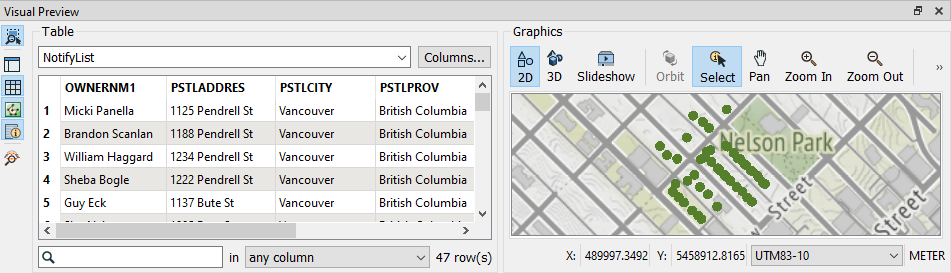 Visual Preview
Table
NotifyList
Columns...
OWNERNM1 PSTLADDRES PSTLCITY PSTLPROV
1 Micki Panella 1125 Pendrell St Vancouver British Columbia
2 Brandon Scanlan 1188 Pendrell St Vancouver British Columbia
3 William Haggard 1234 Pendrell St Vancouver British Columbia
4 Sheba Bogle 1222 Pendrell St Vancouver British Columbia
5 Guy Eck 1137 Bute St Vancouver British Columbia
in any column 47 row(s)
Graphics
2D 3D Slideshow Orbit Select Pan Zoom In Zoom Out »
Nelson Park
Street
Street
X: 489997.3492 Y: 5458912.8165 UTM83-10 METER